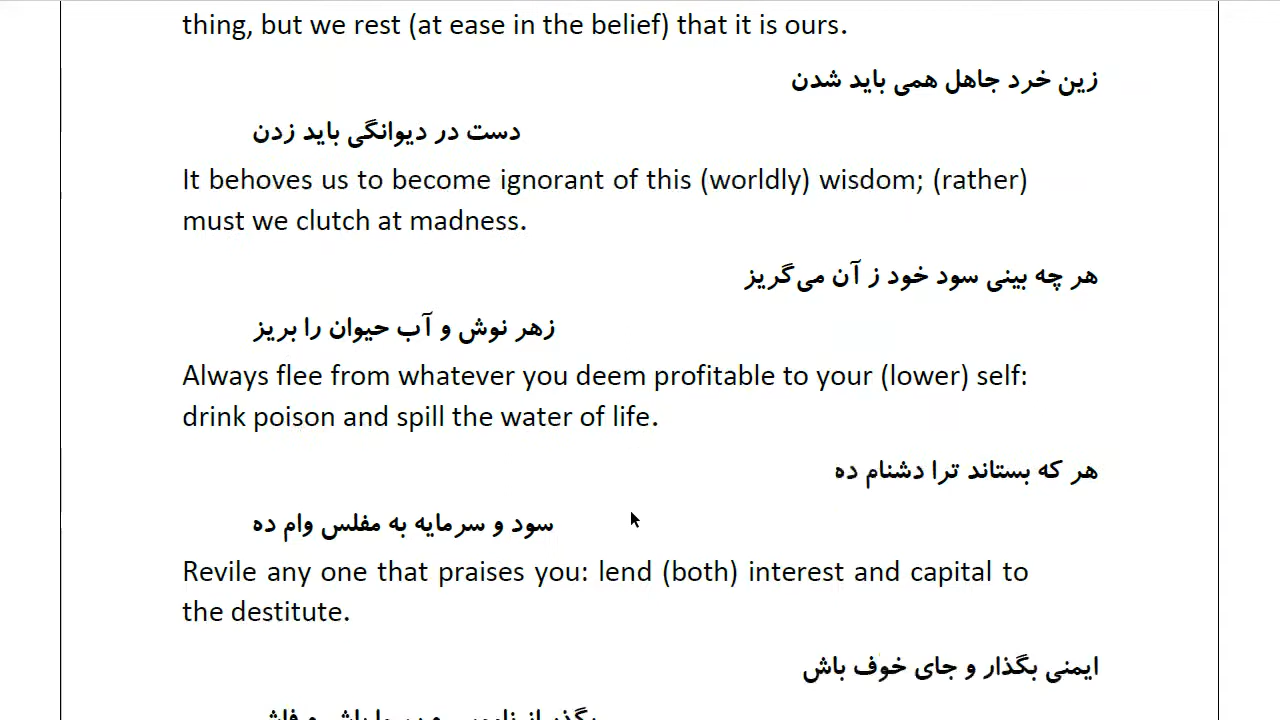 thing, but we rest (at ease in the belief) that it is ours.
زین خرد جاهل همی باید شدن
دست در دیوانگی باید زدن
It behoves us to become ignorant of this (worldly) wisdom; (rather)
must we clutch at madness.
هر چه بینی سود خود ز آن می‌گریز
زهر نوش و آب حیوان را بریز
Always flee from whatever you deem profitable to your (lower) self:
drink poison and spill the water of life.
هر که بستاند ترا دشنام ده
سود و سرمایه به مفلس وام ده
Revile any one that praises you: lend (both) interest and capital to
the destitute.
ایمنی بگذار و جای خوف باش